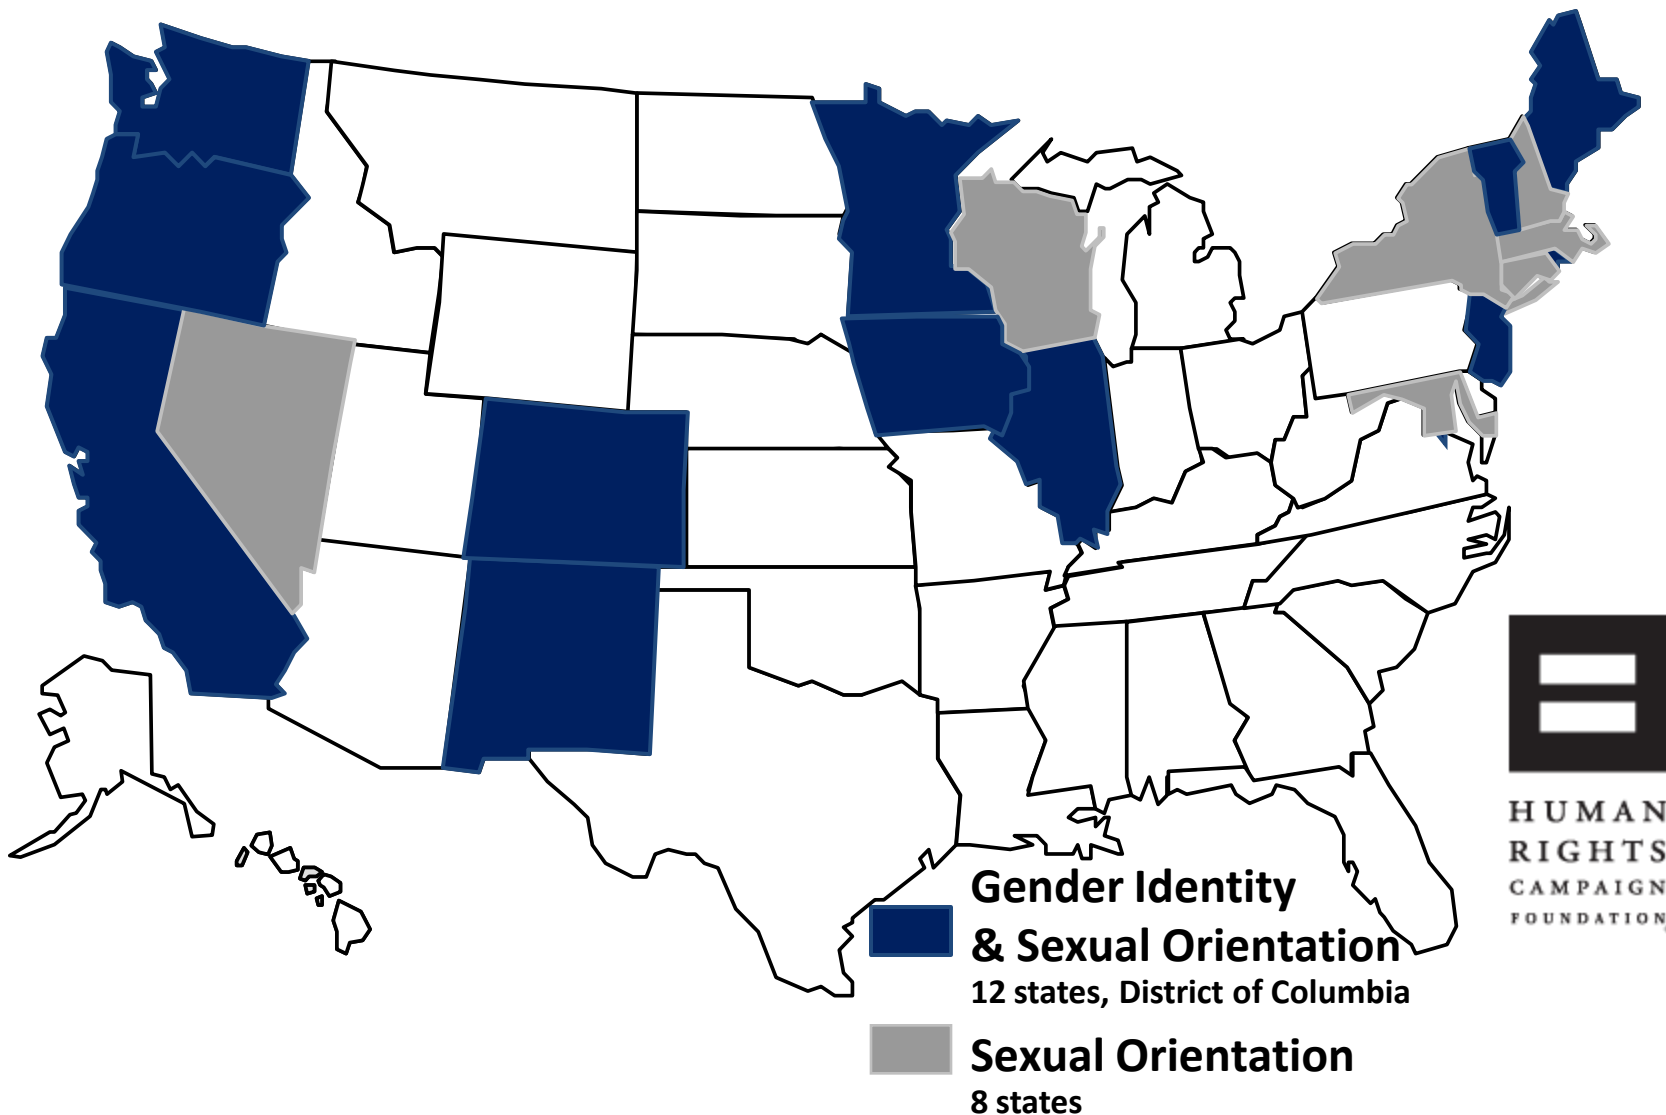 HUMAN
RIGHTS
CAMPAIGN
FOUNDATION
Gender Identity
& Sexual Orientation
12 states, District of Columbia
Sexual Orientation
8 states